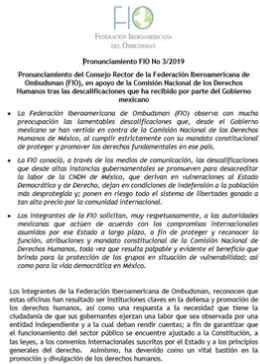 FIO
FEDERACIÓN IBEROAMERICANA
DEL OMBUDSMAN
Pronunciamiento FIO No 3/2019
Pronunciamiento del Consejo Rector de la Federación Iberoamericana de
Ombudsman (FIO), en apoyo de la Comisión Nacional de los Derechos
Humanos tras las descalificaciones que ha recibido por parte del Gobierno
mexicano
• La Federación Iberoamericana de Ombudsman (FIO) observa con mucha
preocupación las lamentables descalificaciones que, desde el Gobierno
mexicano se han vertido en contra de la Comisión Nacional de los Derechos
Humanos de México, al cumplir estrictamente con su mandato constitucional
de proteger y promover los derechos fundamentales en ese país.
• La FIO conoció, a través de los medios de comunicación, las descalificaciones
que desde altas instancias gubernamentales se promueven para desacreditar
la labor de la CNDH de México, que derivan en vulneraciones al Estado
Democrático y de Derecho, dejan en condiciones de indefensión a la población
más desprotegida y; ponen en riesgo todo el sistema de libertades ganado a
tan alto precio por la comunidad internacional.
• Los integrantes de la FIO solicitan, muy respetuosamente, a las autoridades
mexicanas que actúen de acuerdo con los compromisos internacionales
asumidos por ese Estado a largo plazo, a fin de proteger y reconocer la
función, atribuciones y mandato constitucional de la Comisión Nacional de
Derechos Humanos, toda vez que resulta palpable y evidente el beneficio que
brinda para la protección de los grupos en situación de vulnerabilidad; así
como para la vida democrática en México.
Los integrantes de la Federación Iberoamericana de Ombudsman, reconocen que
estas oficinas han resultado ser instituciones claves en la defensa y promoción de
los derechos humanos, así como una respuesta a la necesidad que tiene la
ciudadanía de que sus gobernantes ejerzan una labor que sea observada por una
entidad independiente y a la cual deban rendir cuentas; a fin de garantizar que
el funcionamiento del sector público se encuentre ajustado a la Constitución, a
las leyes, a los convenios internacionales suscritos por el Estado y a los principios
generales del derecho. Asimismo, ha devenido como un vital bastión en la
promoción y divulgación de los derechos humanos.